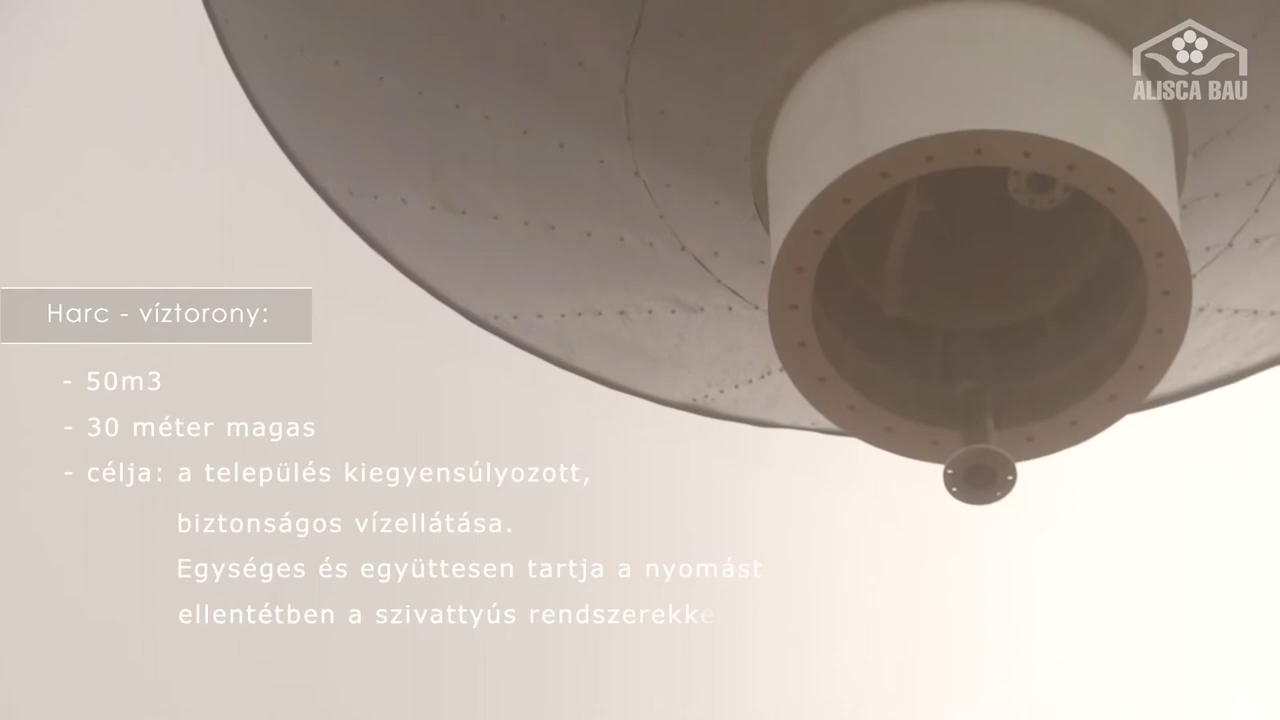 ALISCA BAU
Harc - víztorony:
- 50m3
- 30 méter magas
- célja: a település kiegyensúlyozott,
biztonságos vízellátása.
Egységes és együttesen tartja a nyomást
ellentétben a szivattyús rendszerekke